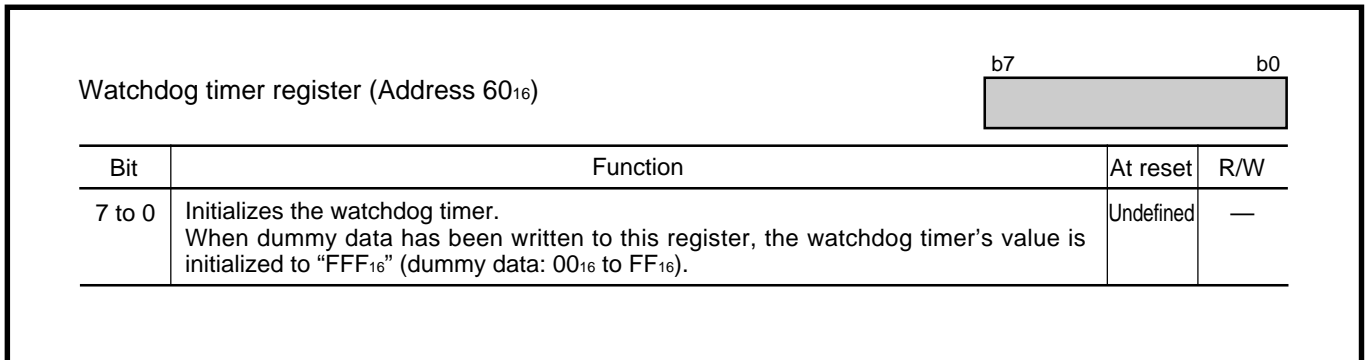 b7 b0
Watchdog timer register (Address 60₁₆)
Bit Function At reset R/W
7 to 0 Initializes the watchdog timer. Undefined —
When dummy data has been written to this register, the watchdog timer’s value is
initialized to “FFF₁₆” (dummy data: 00₁₆ to FF₁₆).